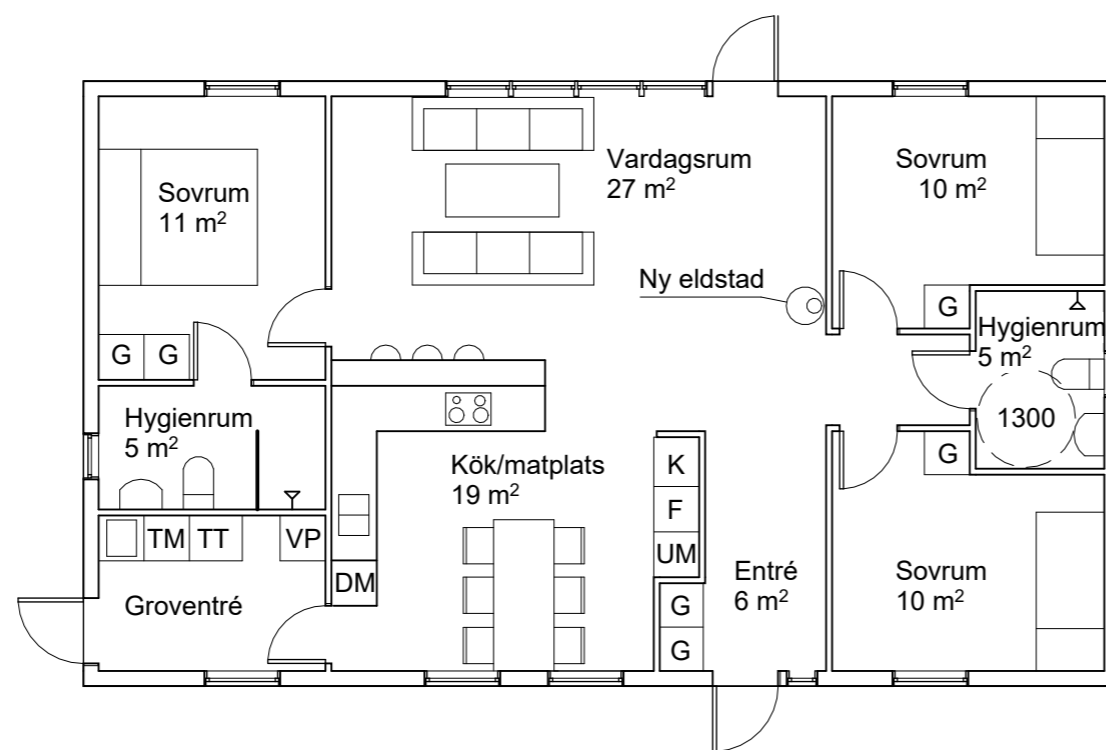 Vardagsrum
27 m²
Sovrum
11 m²
Sovrum
10 m²
Ny eldstad
G
G G
Hygienrum
5 m²
Hygienrum
5 m²
1300
Kök/matplats
19 m²
K
F
UM
G
TM TT VP
Groventré
DM
Entré
6 m²
Sovrum
10 m²
G
G